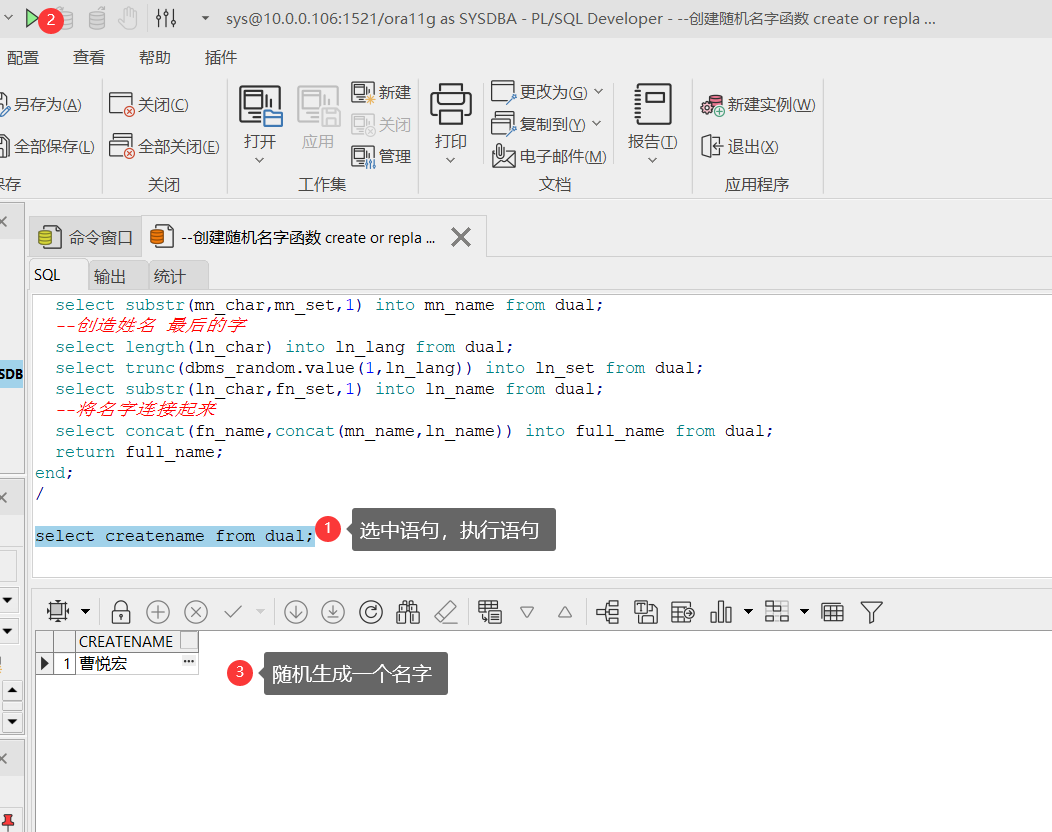 2
sys@10.0.0.106:1521/ora11g as SYSDBA - PL/SQL Developer - --创建随机名字函数 create or repla ...
配置 查看 帮助 插件
另存为(A)
全部保存(L)
关闭(C)
全部关闭(E)
关闭
打开
应用
新建
关闭
管理
工作集
打印
更改为(G)
复制到(Y)
电子邮件(M)
文档
报告(T)
新建实例(W)
退出(X)
应用程序
命令窗口
--创建随机名字函数 create or repla ...
SQL 输出 统计
select substr(mn_char,mn_set,1) into mn_name from dual;
--创造姓名 最后的字
select length(ln_char) into ln_lang from dual;
select trunc(dbms_random.value(1,ln_lang)) into ln_set from dual;
select substr(ln_char,fn_set,1) into ln_name from dual;
--将名字连接起来
select concat(fn_name,concat(mn_name,ln_name)) into full_name from dual;
return full_name;
end;
/
select createname from dual;
1 选中语句，执行语句
SDB
CREATENAME
1 曹悦宏 ...
3 随机生成一个名字